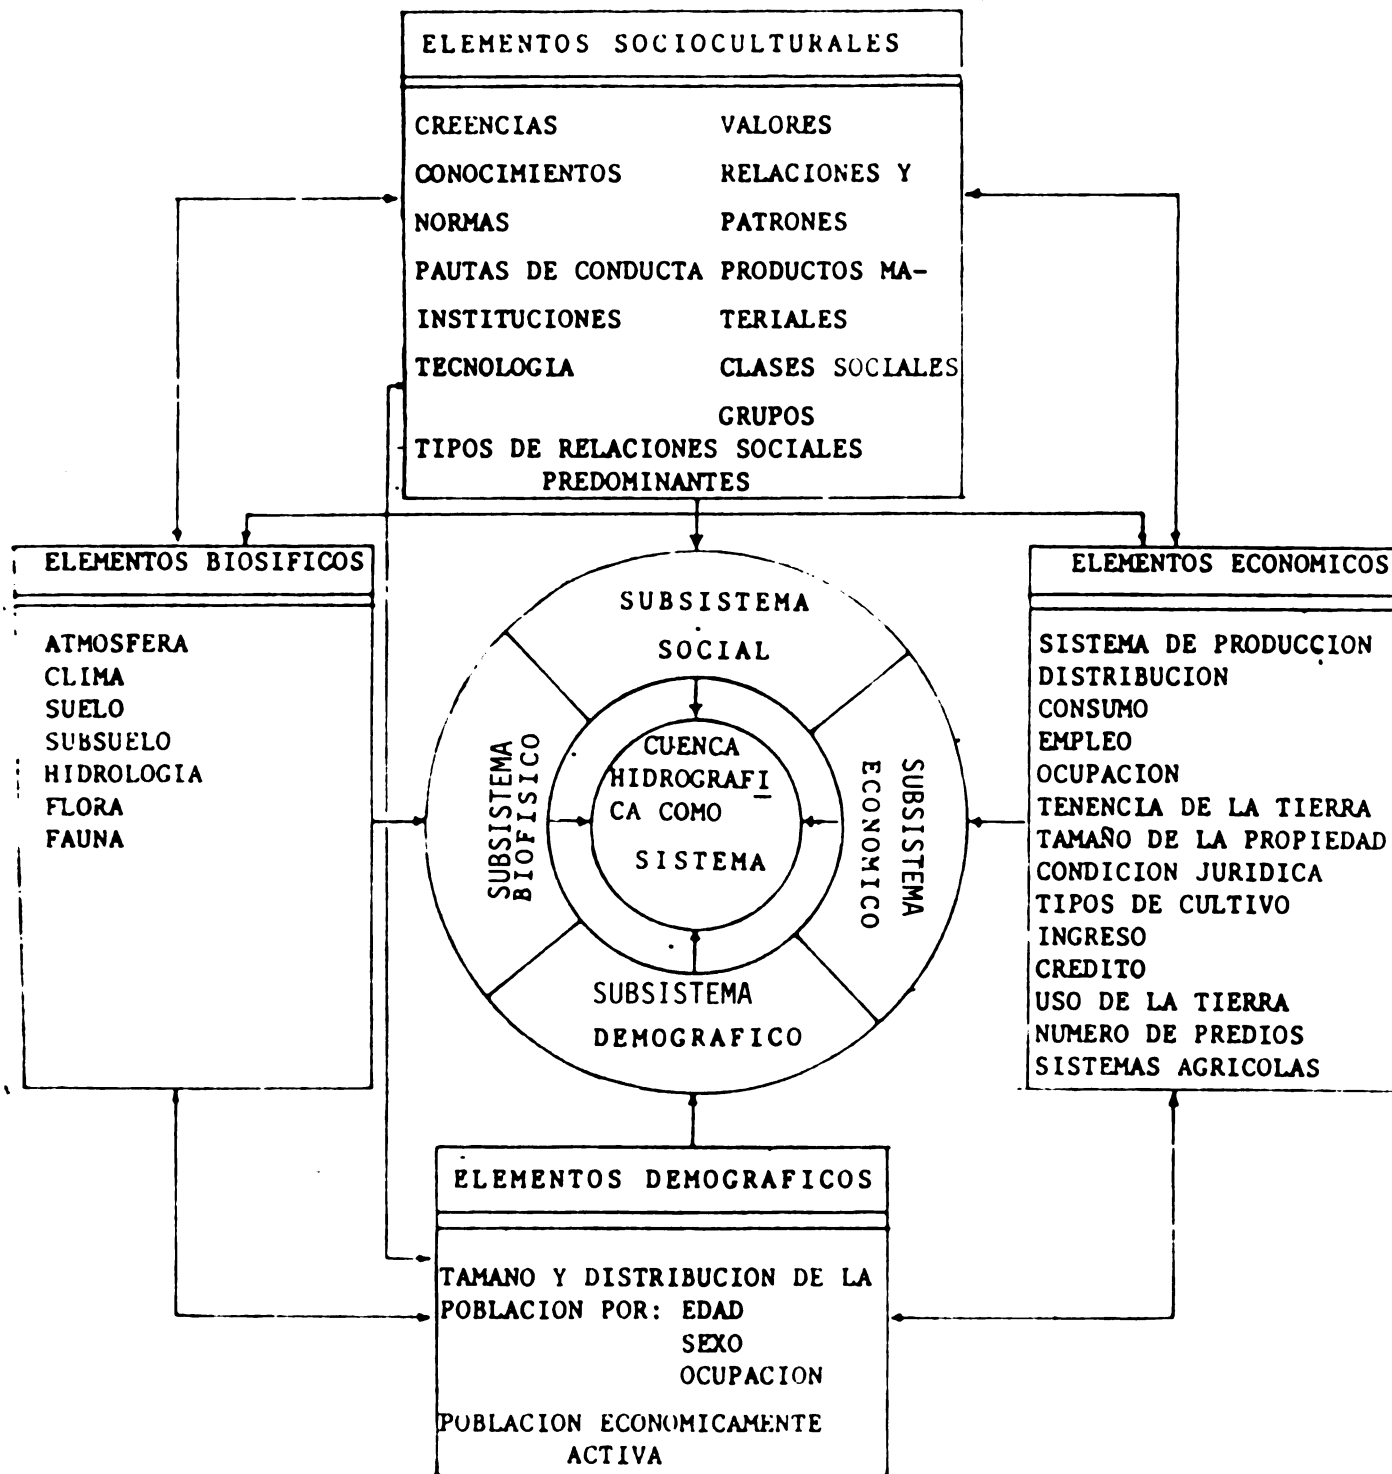 ELEMENTOS SOCIOCULTURALES
CREENCIAS
CONOCIMIENTOS
NORMAS
PAUTAS DE CONDUCTA
INSTITUCIONES
TECNOLOGIA
VALORES
RELACIONES Y
PATRONES
PRODUCTOS MA-
TERIALES
CLASES SOCIALES
GRUPOS
TIPOS DE RELACIONES SOCIALES
PREDOMINANTES
ELEMENTOS BIOSIFICOS
ATMOSFERA
CLIMA
SUELO
SUBSUELO
HIDROLOGIA
FLORA
FAUNA
SUBSISTEMA
SOCIAL
SUBSISTEMA
BIOFISICO
CUENCA
HIDROGRAFI
CA COMO
SISTEMA
SUBSISTEMA
ECONOMICO
SUBSISTEMA
DEMOGRAFICO
ELEMENTOS ECONOMICOS
SISTEMA DE PRODUCCION
DISTRIBUCION
CONSUMO
EMPLEO
OCUPACION
TENENCIA DE LA TIERRA
TAMAÑO DE LA PROPIEDAD
CONDICION JURIDICA
TIPOS DE CULTIVO
INGRESO
CREDITO
USO DE LA TIERRA
NUMERO DE PREDIOS
SISTEMAS AGRICOLAS
ELEMENTOS DEMOGRAFICOS
TAMANO Y DISTRIBUCION DE LA
POBLACION POR: EDAD
SEXO
OCUPACION
POBLACION ECONOMICAMENTE
ACTIVA